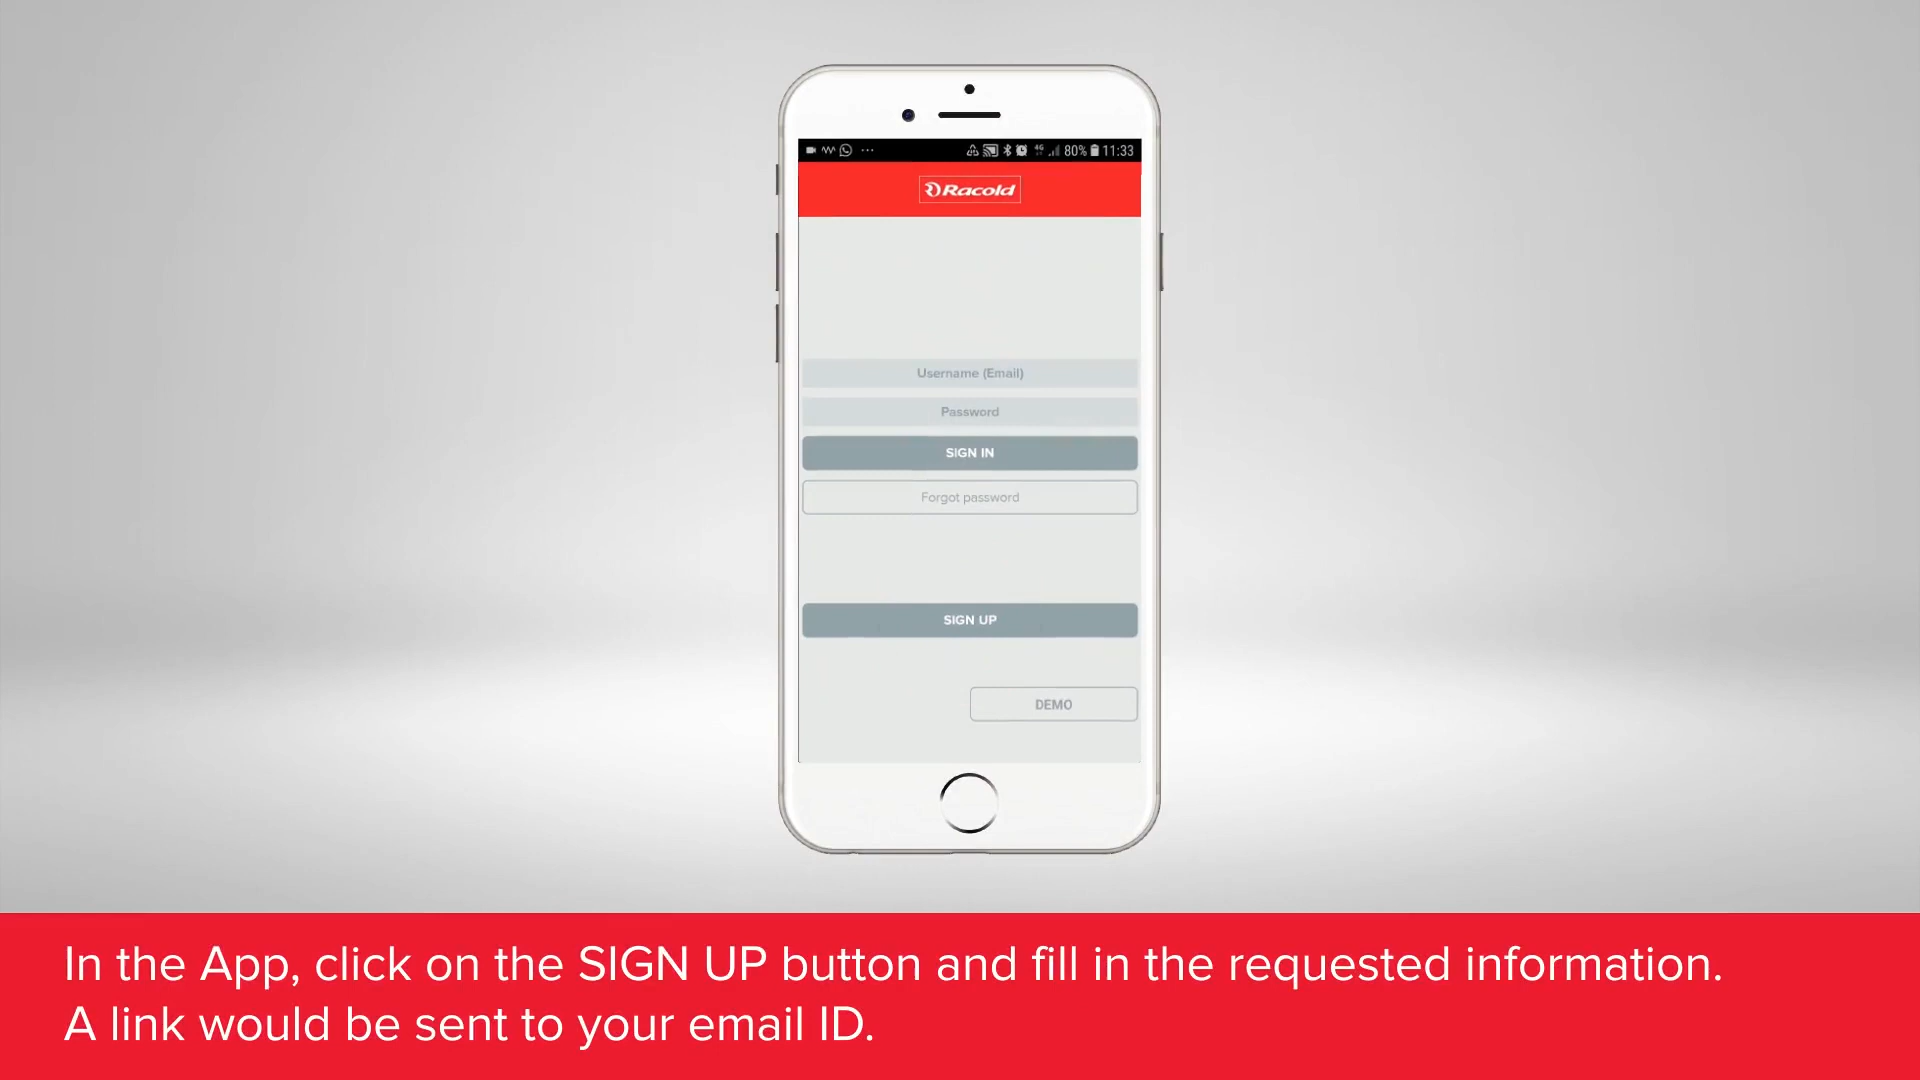 80% 11:33
Racold
Username (Email)
Password
SIGN IN
Forgot password
SIGN UP
DEMO
In the App, click on the SIGN UP button and fill in the requested information.
A link would be sent to your email ID.